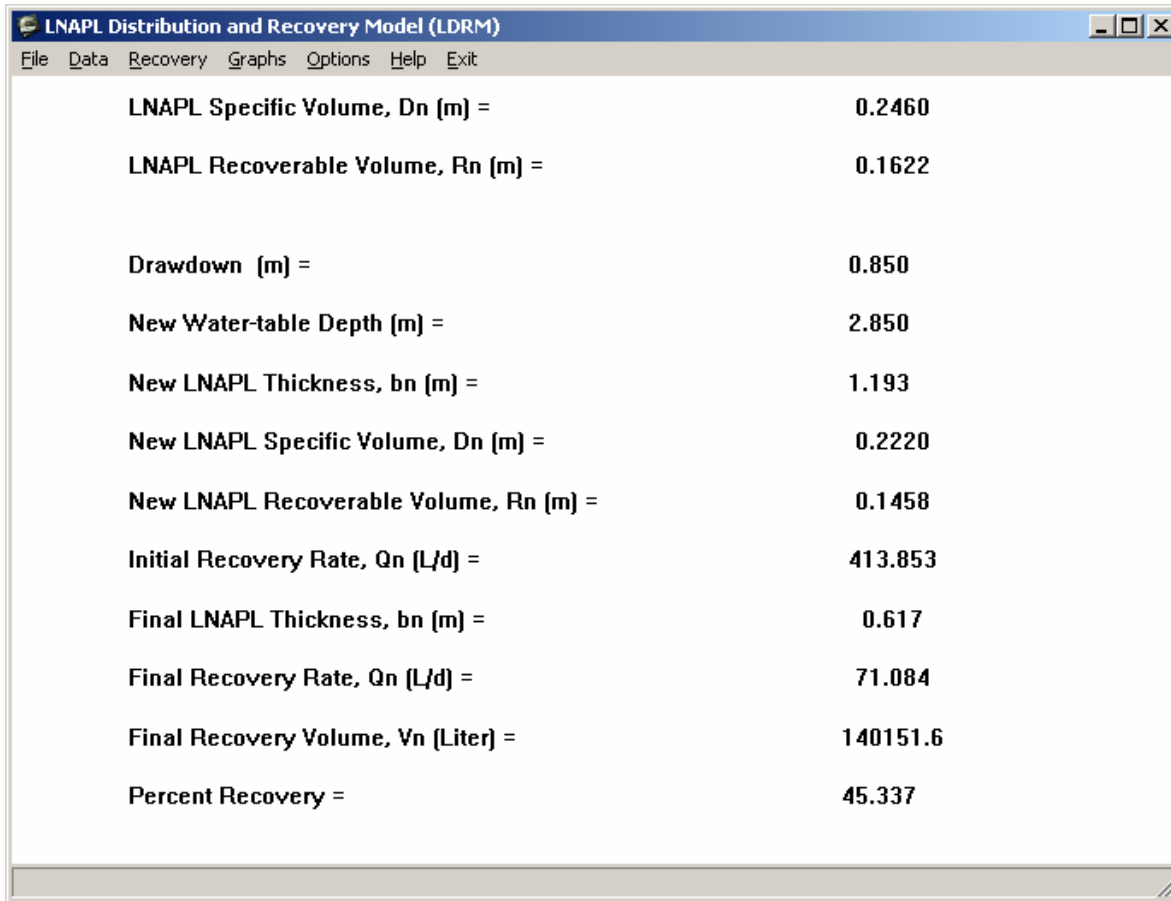 LNAPL Distribution and Recovery Model (LDRM)
File Data Recovery Graphs Options Help Exit
LNAPL Specific Volume, Dn (m) = 0.2460
LNAPL Recoverable Volume, Rn (m) = 0.1622
Drawdown (m) = 0.850
New Water-table Depth (m) = 2.850
New LNAPL Thickness, bn (m) = 1.193
New LNAPL Specific Volume, Dn (m) = 0.2220
New LNAPL Recoverable Volume, Rn (m) = 0.1458
Initial Recovery Rate, Qn (L/d) = 413.853
Final LNAPL Thickness, bn (m) = 0.617
Final Recovery Rate, Qn (L/d) = 71.084
Final Recovery Volume, Vn (Liter) = 140151.6
Percent Recovery = 45.337